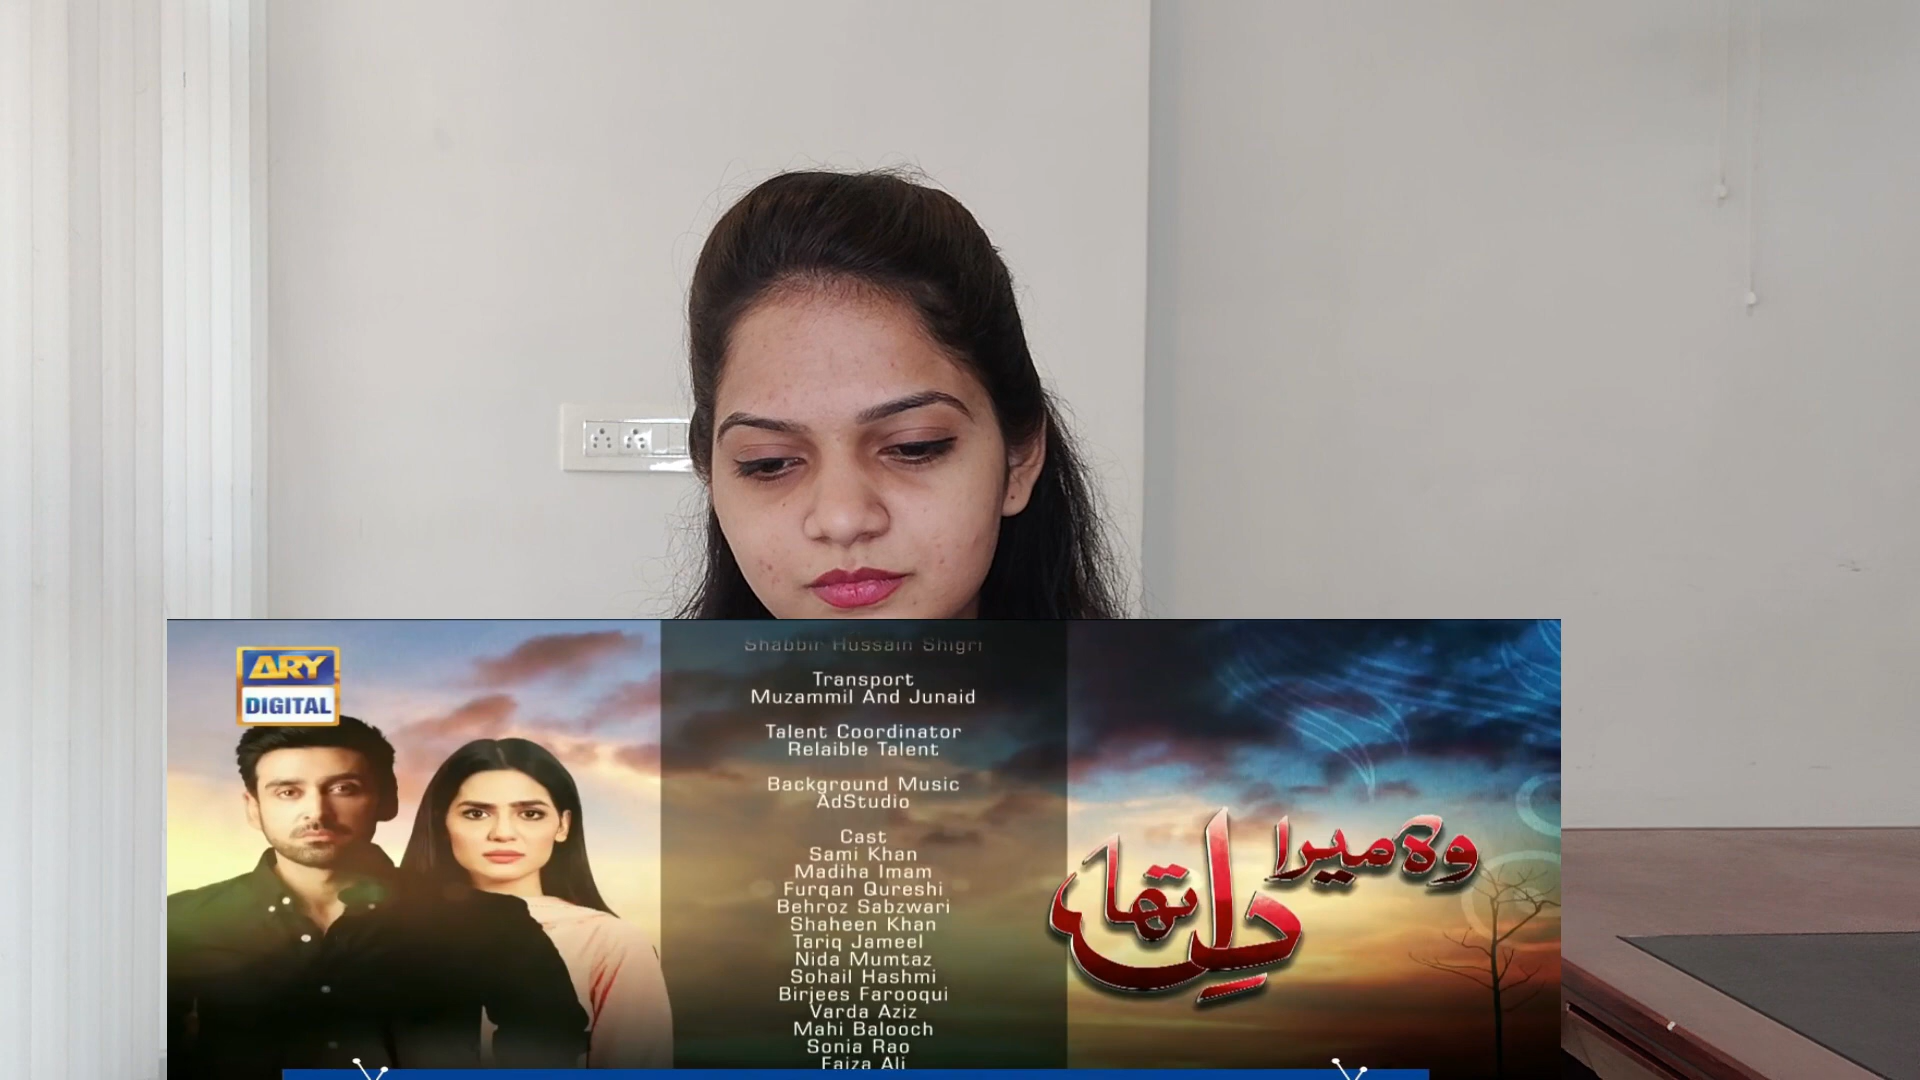 ARY
DIGITAL
Shabbir Hussain Shigri
Transport
Muzammil And Junaid
Talent Coordinator
Relaible Talent
Background Music
AdStudio
Cast
Sami Khan
Madiha Imam
Furqan Qureshi
Behroz Sabzwari
Shaheen Khan
Tariq Jameel
Nida Mumtaz
Sohail Hashmi
Birjees Farooqui
Varda Aziz
Mahi Balooch
Sonia Rao
Faiza Ali
وہ میرا
دل تھا